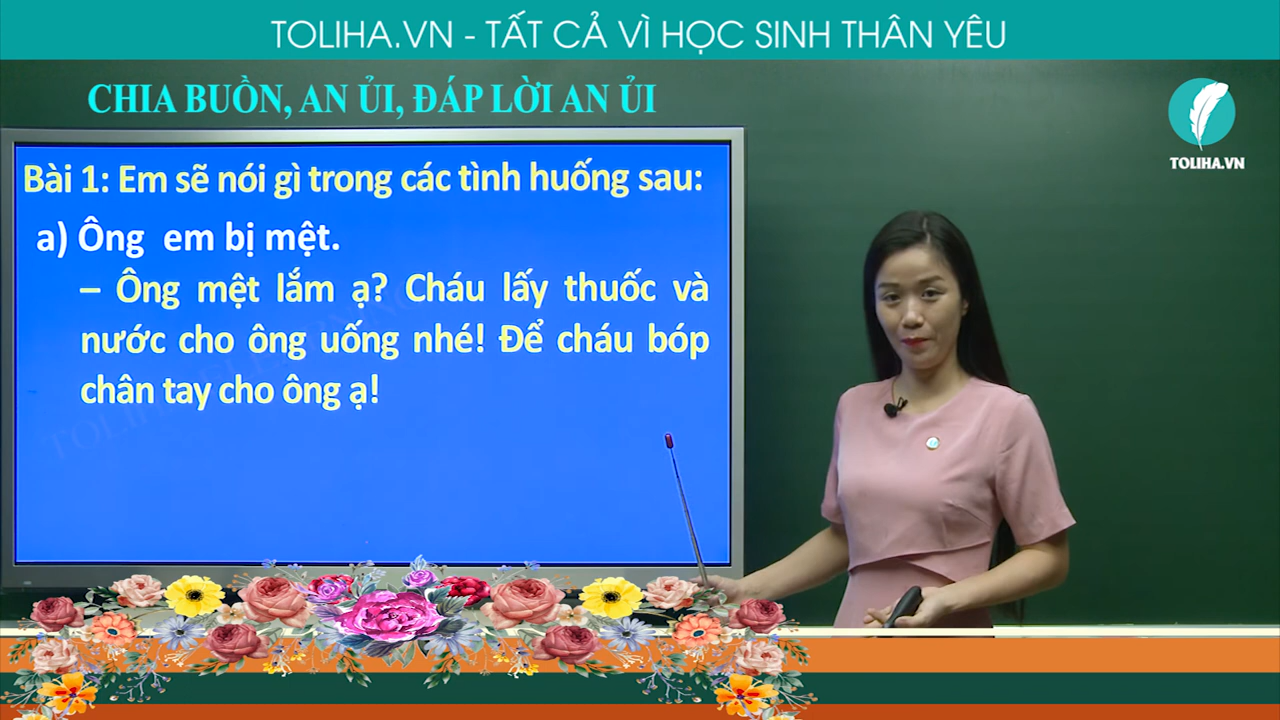 TOLIHA.VN - TẤT CẢ VÌ HỌC SINH THÂN YÊU
CHIA BUỒN, AN ỦI, ĐÁP LỜI AN ỦI
TOLIHA.VN
Bài 1: Em sẽ nói gì trong các tình huống sau:
a) Ông em bị mệt.
– Ông mệt lắm ạ? Cháu lấy thuốc và
nước cho ông uống nhé! Để cháu bóp
chân tay cho ông ạ!